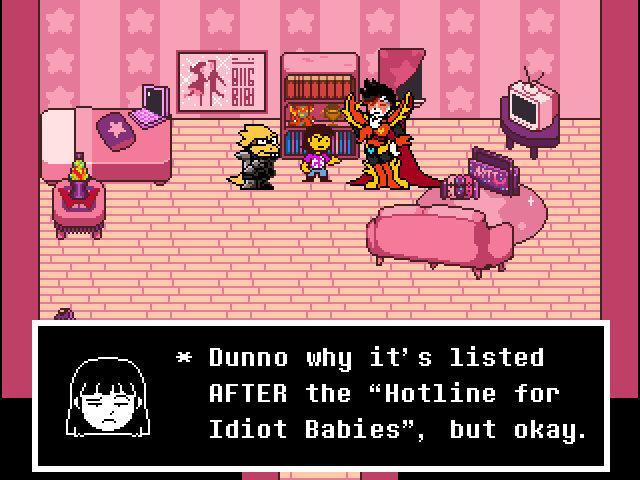 * Dunno why it's listed
AFTER the “Hotline for
Idiot Babies”, but okay.